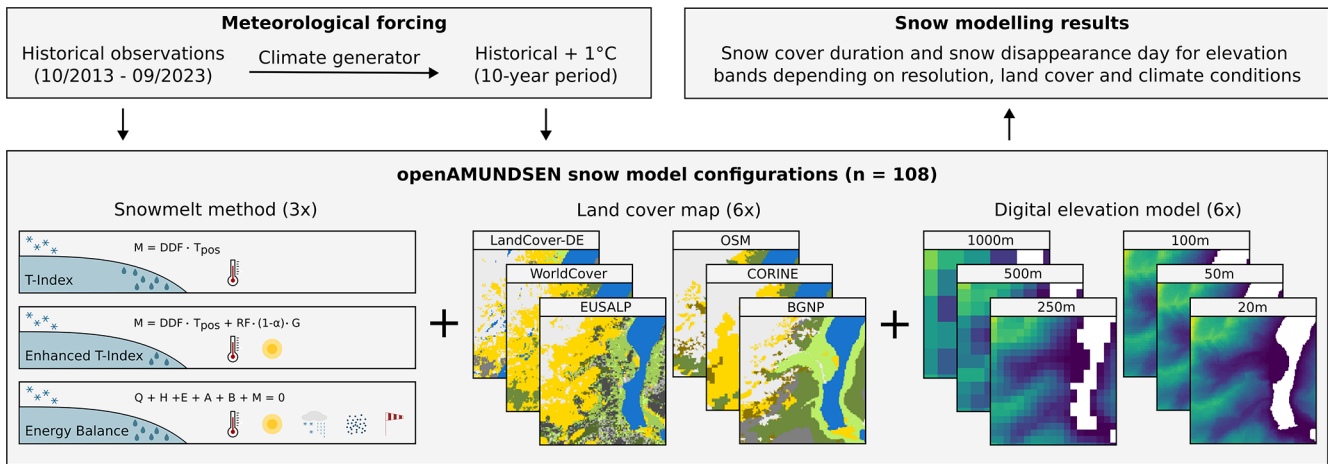 Meteorological forcing
Historical observations
(10/2013 - 09/2023)
Climate generator
Historical + 1°C
(10-year period)
Snow modelling results
Snow cover duration and snow disappearance day for elevation
bands depending on resolution, land cover and climate conditions
openAMUNDSEN snow model configurations (n = 108)
Snowmelt method (3x)
M = DDF · Tpos
T-Index
M = DDF · Tpos + RF·(1-α)· G
Enhanced T-Index
Q + H +E + A + B + M = 0
Energy Balance
+
Land cover map (6x)
LandCover-DE
WorldCover
EUSALP
OSM
CORINE
BGNP
+
Digital elevation model (6x)
1000m
500m
250m
100m
50m
20m